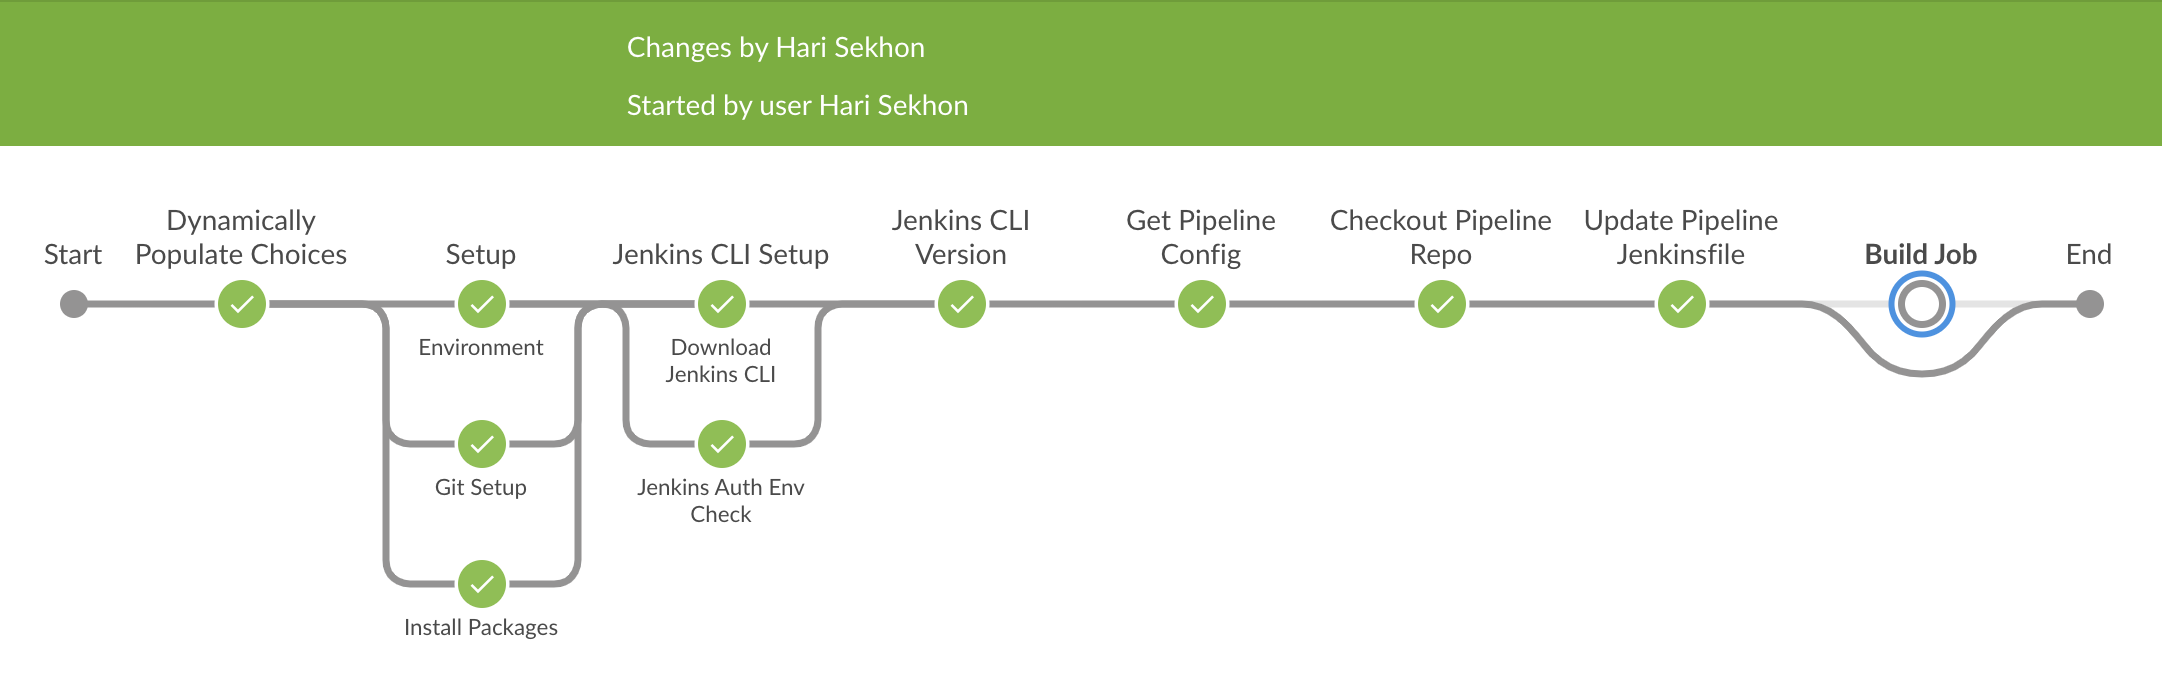 Changes by Hari Sekhon
Started by user Hari Sekhon
Start
Dynamically
Populate Choices
Setup
Jenkins CLI Setup
Jenkins CLI
Version
Get Pipeline
Config
Checkout Pipeline
Repo
Update Pipeline
Jenkinsfile
Build Job
End
Environment
Download
Jenkins CLI
Git Setup
Jenkins Auth Env
Check
Install Packages